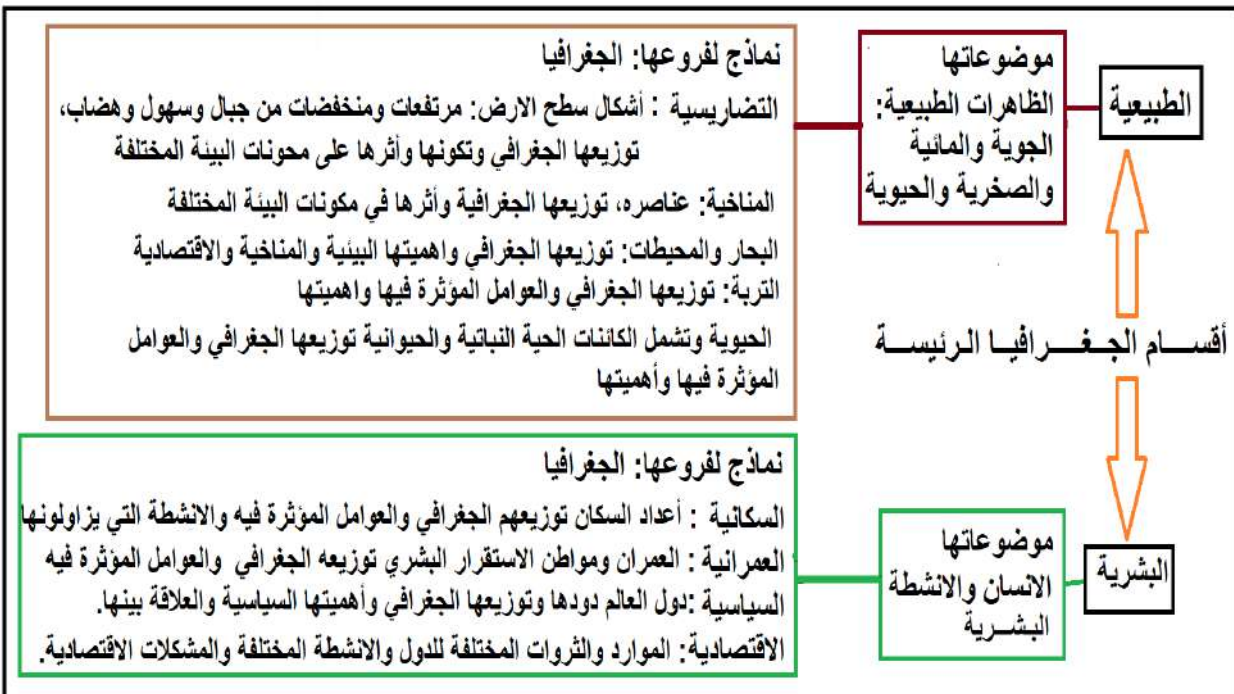 أقســـام الجـغـــــرافيـــا الـرئيســـة
الطبيعية
موضوعاتها
الظاهرات الطبيعية:
الجوية والمائية
والصخرية والحيوية
نماذج لفروعها: الجغرافيا
التضاريسية : أشكال سطح الارض: مرتفعات ومنخفضات من جبال وسهول وهضاب،
توزيعها الجغرافي وتكونها وأثرها على محونات البيئة المختلفة
المناخية: عناصره، توزيعها الجغرافية وأثرها في مكونات البيئة المختلفة
البحار والمحيطات: توزيعها الجغرافي واهميتها البيئية والمناخية والاقتصادية
التربة: توزيعها الجغرافي والعوامل المؤثرة فيها واهميتها
الحيوية وتشمل الكائنات الحية النباتية والحيوانية توزيعها الجغرافي والعوامل
المؤثرة فيها وأهميتها
البشرية
موضوعاتها
الانسان والانشطة
البشــرية
نماذج لفروعها: الجغرافيا
السكانية : أعداد السكان توزيعهم الجغرافي والعوامل المؤثرة فيه والانشطة التي يزاولونها
العمرانية : العمران ومواطن الاستقرار البشري توزيعه الجغرافي والعوامل المؤثرة فيه
السياسية :دول العالم دودها وتوزيعها الجغرافي وأهميتها السياسية والعلاقة بينها.
الاقتصادية: الموارد والثروات المختلفة للدول والانشطة المختلفة والمشكلات الاقتصادية.